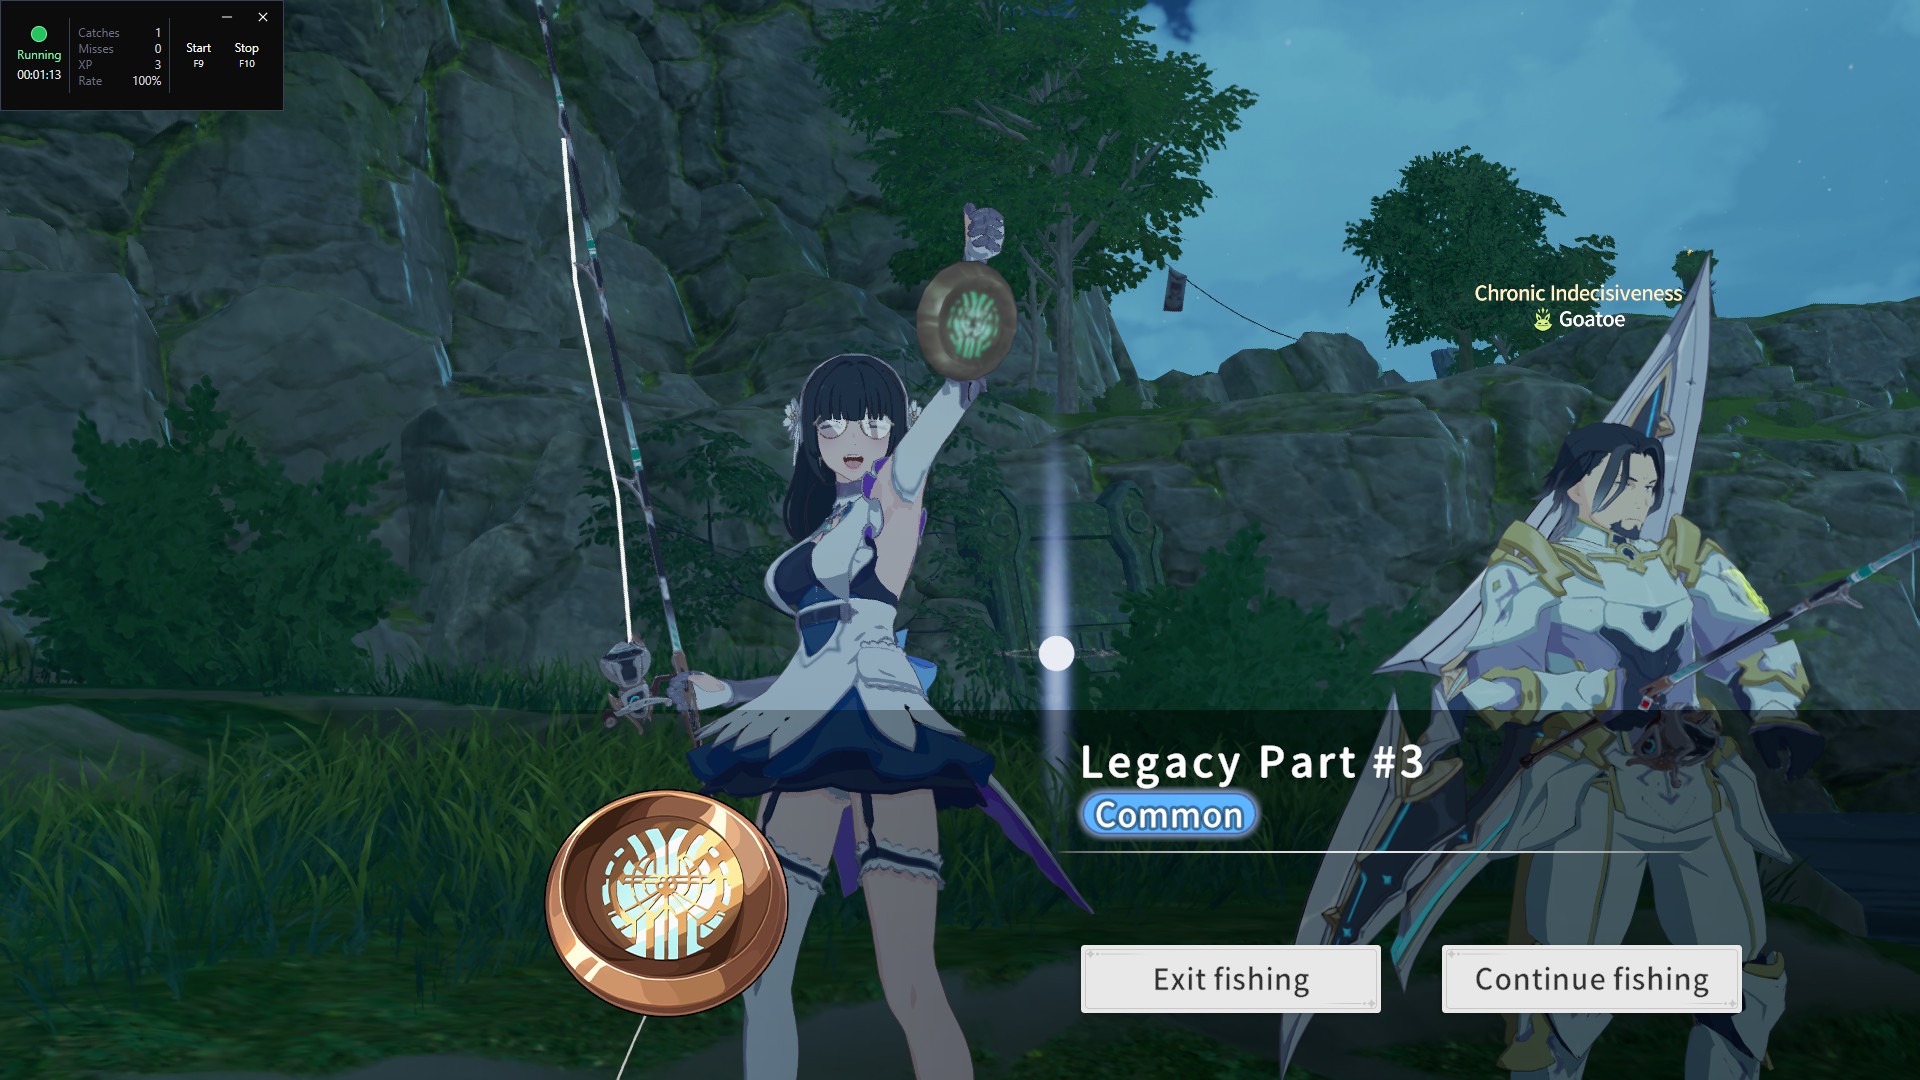 Running
00:01:13
Catches 1
Misses 0
XP 3
Rate 100%
Start
F9
Stop
F10
Chronic Indecisiveness
Goatoe
Legacy Part #3
Common
Exit fishing
Continue fishing